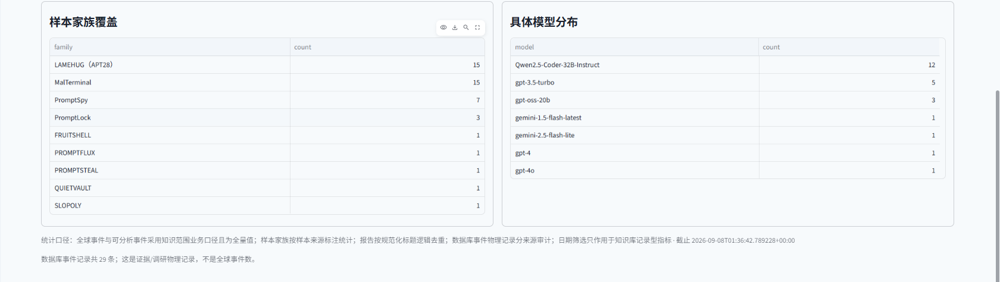 样本家族覆盖
family count
LAMEHUG（APT28） 15
MalTerminal 15
PromptSpy 7
PromptLock 3
FRUITSHELL 1
PROMPTFLUX 1
PROMPTSTEAL 1
QUIETVAULT 1
SLOPOLY 1
具体模型分布
model count
Qwen2.5-Coder-32B-Instruct 12
gpt-3.5-turbo 5
gpt-oss-20b 3
gemini-1.5-flash-latest 1
gemini-2.5-flash-lite 1
gpt-4 1
gpt-4o 1
统计口径：全球事件与可分析事件采用知识范围业务口径且为全量值；样本家族按样本来源标注统计；报告按规范化标题逻辑去重；数据库事件物理记录分来源审计；日期筛选只作用于知识库记录型指标 · 截止 2026-09-08T01:36:42.789228+00:00
数据库事件记录共 29 条；这是证据/调研物理记录，不是全球事件数。